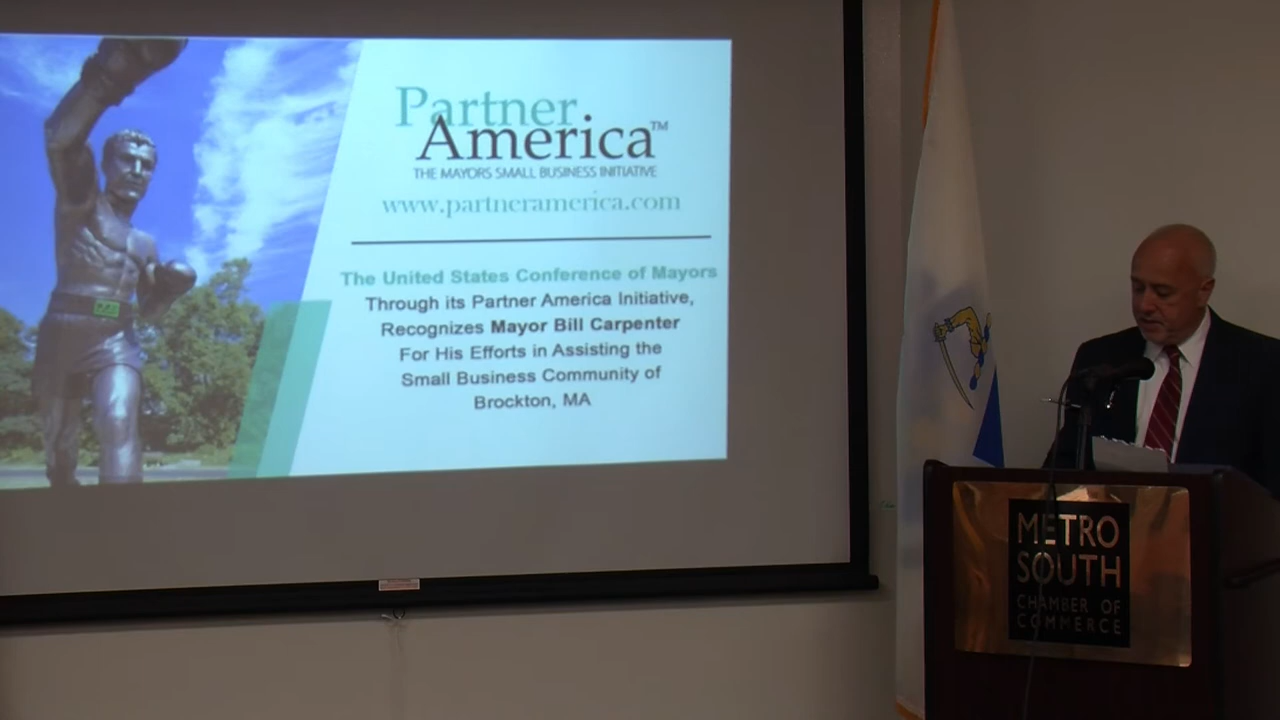 Partner
America™
THE MAYORS SMALL BUSINESS INITIATIVE
www.partneramerica.com
The United States Conference of Mayors
Through its Partner America Initiative,
Recognizes Mayor Bill Carpenter
For His Efforts in Assisting the
Small Business Community of
Brockton, MA
METRO
SOUTH
CHAMBER OF
COMMERCE